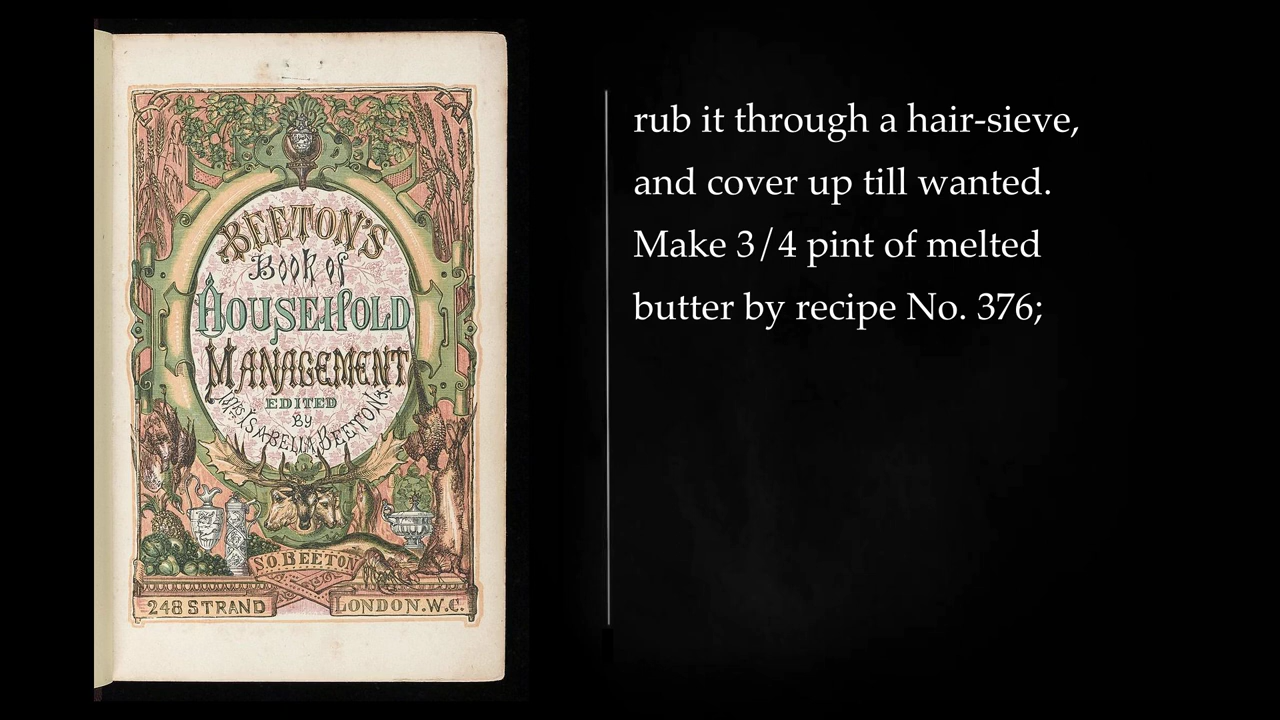 BEETON'S
Book of
HOUSEHOLD
MANAGEMENT
EDITED
BY
MRS ISABELLA BEETON
S.O. BEETON
248 STRAND
LONDON. W.C.
rub it through a hair-sieve,
and cover up till wanted.
Make 3/4 pint of melted
butter by recipe No. 376;